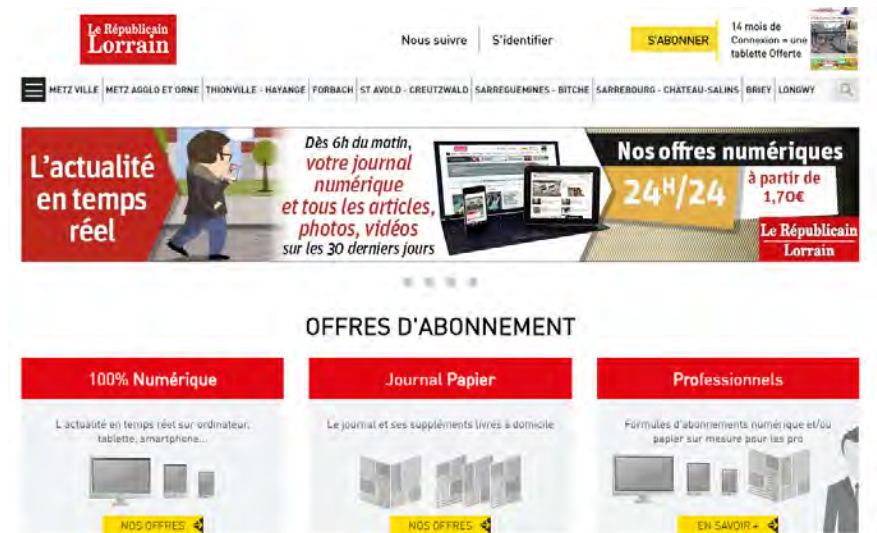 Le Républicain
Lorrain
Nous suivre
S'identifier
S'ABONNER
14 mois de
Connexion = une
tablette Offerte
METZ VILLE
METZ AGGLO ET ORNE
THIONVILLE - HAYANGE
FORBACH
ST AVOLD - CREUTZWALD
SARREGUEMINES - BITCHE
SARREBOURG - CHÂTEAU-SALINS
BRIEY
LONGWY
L'actualité
en temps
réel
Dès 6h du matin,
votre journal
numérique
et tous les articles,
photos, vidéos
sur les 30 derniers jours
Nos offres numériques
24H/24
à partir de
1,70€
Le Républicain
Lorrain
OFFRES D'ABONNEMENT
100% Numérique
L'actualité en temps réel sur ordinateur,
tablette, smartphone...
NOS OFFRES
Journal Papier
Le journal et ses suppléments livrés à domicile
NOS OFFRES
Professionnels
Formules d'abonnements numérique et/ou
papier sur mesure pour les pro
EN SAVOIR +